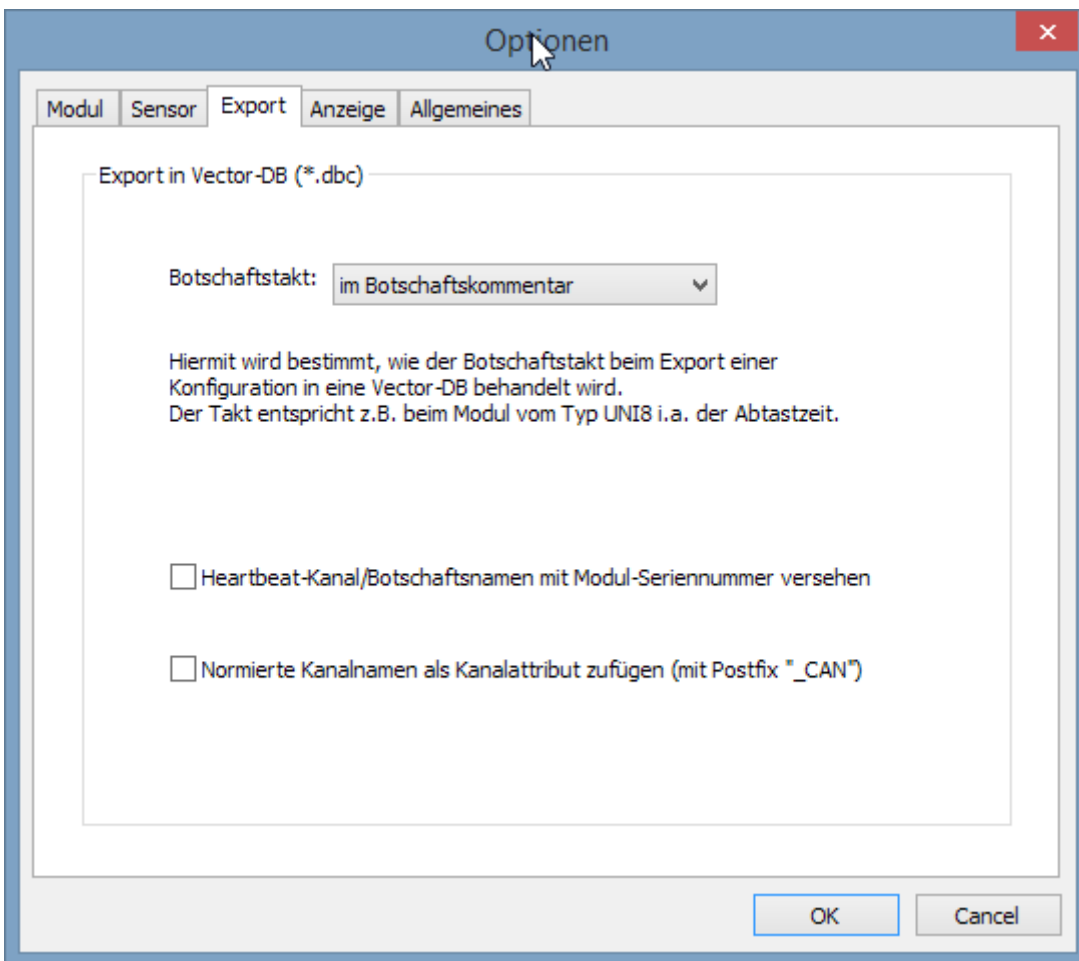 Optionen
Modul Sensor Export Anzeige Allgemeines
Export in Vector-DB (*.dbc)
Botschaftstakt: im Botschaftskommentar
Hiermit wird bestimmt, wie der Botschaftstakt beim Export einer
Konfiguration in eine Vector-DB behandelt wird.
Der Takt entspricht z.B. beim Modul vom Typ UNI8 i.a. der Abtastzeit.
Heartbeat-Kanal/Botschaftsnamen mit Modul-Seriennummer versehen
Normierte Kanalnamen als Kanalattribut zufügen (mit Postfix "_CAN")
OK Cancel